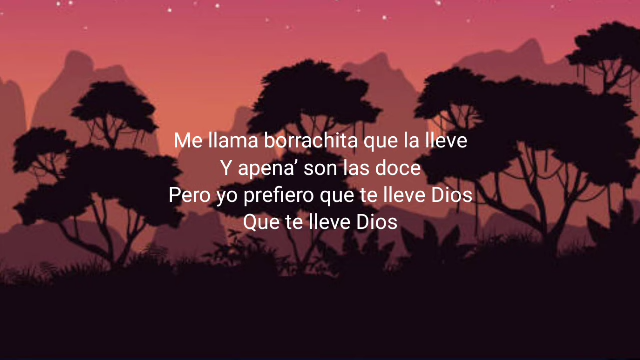 Me llama borrachita que la lleve
Y apena’ son las doce
Pero yo prefiero que te lleve Dios
Que te lleve Dios